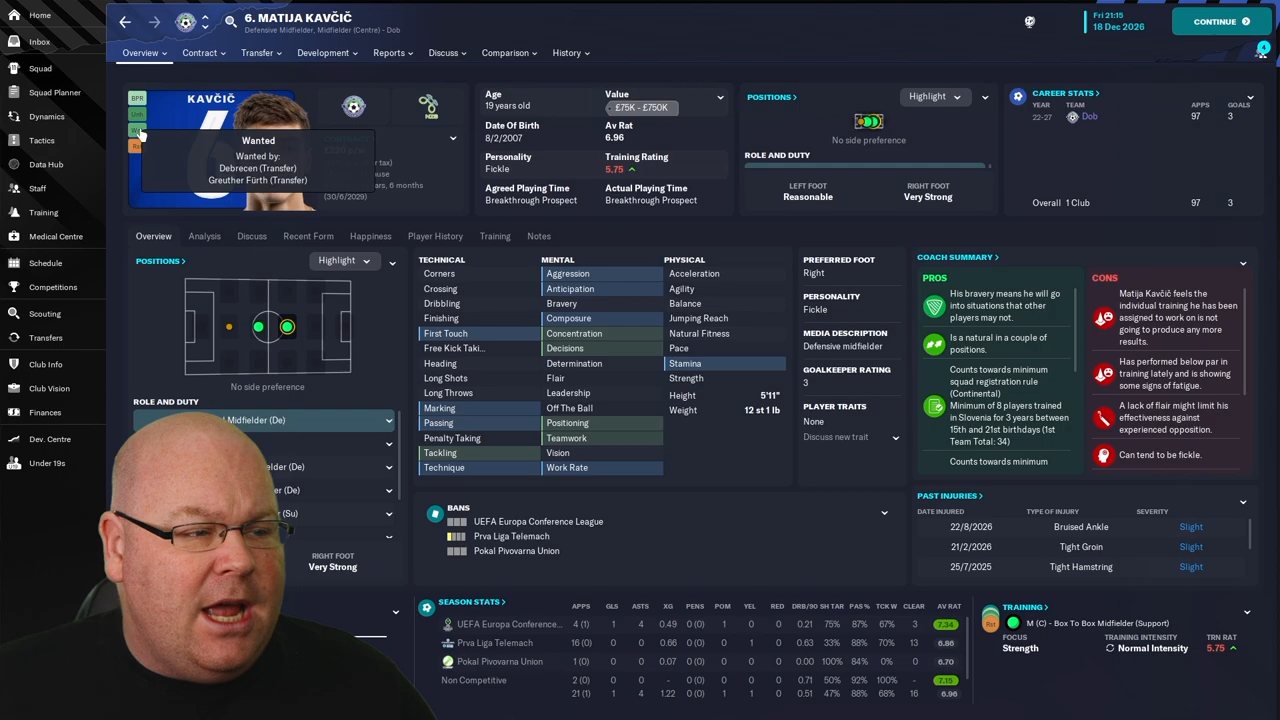 Home
Inbox
Squad
Squad Planner
Dynamics
Tactics
Data Hub
Staff
Training
Medical Centre
Schedule
Competitions
Scouting
Transfers
Club Info
Club Vision
Finances
Dev. Centre
Under 19s
6. MATIJA KAVČIČ
Defensive Midfielder, Midfielder (Centre) - Dob
Fri 21:15
18 Dec 2026
CONTINUE
4
Overview
Contract
Transfer
Development
Reports
Discuss
Comparison
History
BPR
Unh
KAVČIČ
Wanted
Wanted by:
Debrecen (Transfer)
Greuther Fürth (Transfer)
(30/6/2029)
Age
19 years old
Value
£75K - £750K
Date Of Birth
8/2/2007
Av Rat
6.96
Personality
Fickle
Training Rating
5.75
Agreed Playing Time
Breakthrough Prospect
Actual Playing Time
Breakthrough Prospect
POSITIONS >
Highlight
No side preference
ROLE AND DUTY
LEFT FOOT
Reasonable
RIGHT FOOT
Very Strong
CAREER STATS >
YEAR TEAM APPS GOALS
22-27 Dob 97 3
Overall 1 Club 97 3
Overview
Analysis
Discuss
Recent Form
Happiness
Player History
Training
Notes
POSITIONS >
Highlight
No side preference
ROLE AND DUTY
Midfielder (De)
RIGHT FOOT
Very Strong
TECHNICAL
Corners
Crossing
Dribbling
Finishing
First Touch
Free Kick Taki...
Heading
Long Shots
Long Throws
Marking
Passing
Penalty Taking
Tackling
Technique
MENTAL
Aggression
Anticipation
Bravery
Composure
Concentration
Decisions
Determination
Flair
Leadership
Off The Ball
Positioning
Teamwork
Vision
Work Rate
PHYSICAL
Acceleration
Agility
Balance
Jumping Reach
Natural Fitness
Pace
Stamina
Strength
Height 5'11"
Weight 12 st 1 lb
PREFERRED FOOT
Right
PERSONALITY
Fickle
MEDIA DESCRIPTION
Defensive midfielder
GOALKEEPER RATING
3
PLAYER TRAITS
None
Discuss new trait
COACH SUMMARY >
PROS
His bravery means he will go
into situations that other
players may not.
Is a natural in a couple of
positions.
Counts towards minimum
squad registration rule
(Continental)
Minimum of 8 players trained
in Slovenia for 3 years between
15th and 21st birthdays (1st
Team Total: 34)
Counts towards minimum
CONS
Matija Kavčič feels the
individual training he has been
assigned to work on is not
going to produce any more
results.
Has performed below par in
training lately and is showing
some signs of fatigue.
A lack of flair might limit his
effectiveness against
experienced opposition.
Can tend to be fickle.
BANS
UEFA Europa Conference League
Prva Liga Telemach
Pokal Pivovarna Union
PAST INJURIES >
DATE INJURED TYPE OF INJURY SEVERITY
22/8/2026 Bruised Ankle Slight
21/2/2026 Tight Groin Slight
25/7/2025 Tight Hamstring Slight
SEASON STATS > APPS GLS ASTS XG PENS POM YEL RED DRB/90 SH TAR PAS % TCK W CLEAR AV RAT
UEFA Europa Conference... 4 (1) 1 4 0.49 0 (0) 1 0 0 0.21 75% 87% 67% 3 7.34
Prva Liga Telemach 16 (0) 0 0 0.66 0 (0) 0 1 0 0.63 33% 88% 70% 13 6.86
Pokal Pivovarna Union 1 (0) 0 0 0.07 0 (0) 0 0 0 0.00 100% 84% 0% 0 6.70
Non Competitive 2 (0) 0 0 - 0 (0) 0 0 0 0.71 50% 92% 100% - 7.15
21 (1) 1 4 1.22 0 (0) 1 1 0 0.51 47% 88% 68% 16 6.96
TRAINING >
Rst
M (C) - Box To Box Midfielder (Support)
FOCUS
Strength
TRAINING INTENSITY
Normal Intensity
TRN RAT
5.75